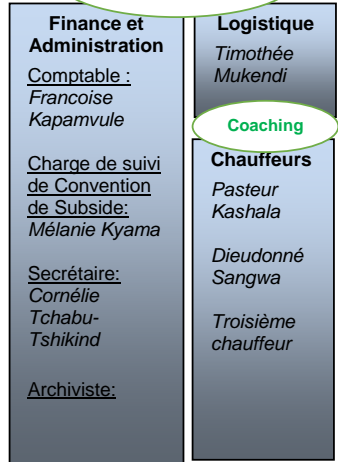 Finance et
Administration
Comptable :
Francoise
Kapamvule
Charge de suivi
de Convention
de Subside:
Mélanie Kyama
Secrétaire:
Cornélie
Tchabu-
Tshikind
Archiviste:
Logistique
Timothée
Mukendi
Coaching
Chauffeurs
Pasteur
Kashala
Dieudonné
Sangwa
Troisième
chauffeur